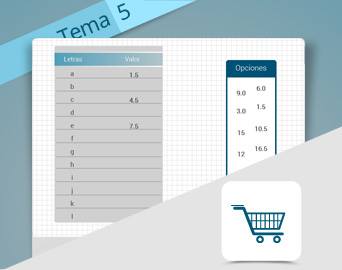 Tema 5
Letras Valor
a 1.5
b
c 4.5
d
e 7.5
f
g
h
i
j
k
l
Opciones
9.0 6.0
3.0 1.5
15 10.5
12 16.5